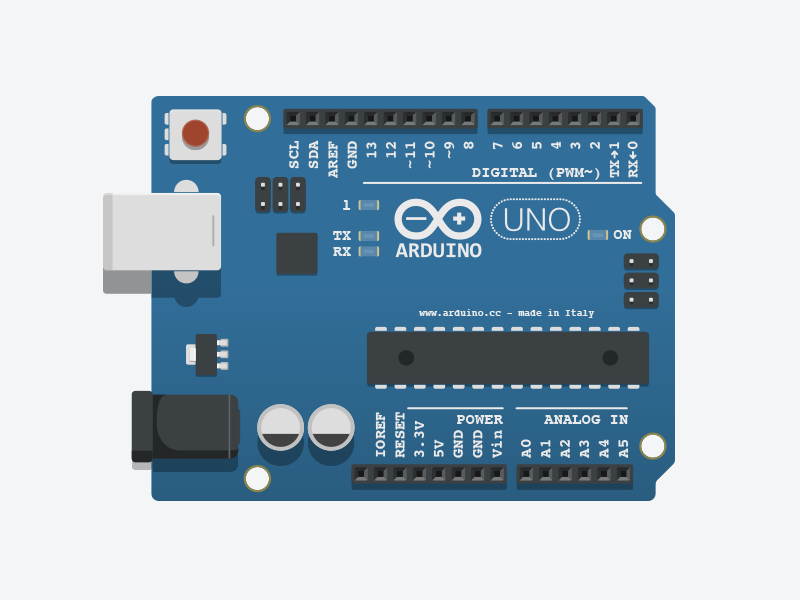 SCL SDA AREF GND 13 12 ~11 ~10 ~9 8 7 6 5 4 3 2 TX→1 RX←0
DIGITAL (PWM~)
1
TX
RX
ARDUINO
UNO
ON
www.arduino.cc - made in Italy
POWER
ANALOG IN
IOREF RESET 3.3V 5V GND GND Vin A0 A1 A2 A3 A4 A5